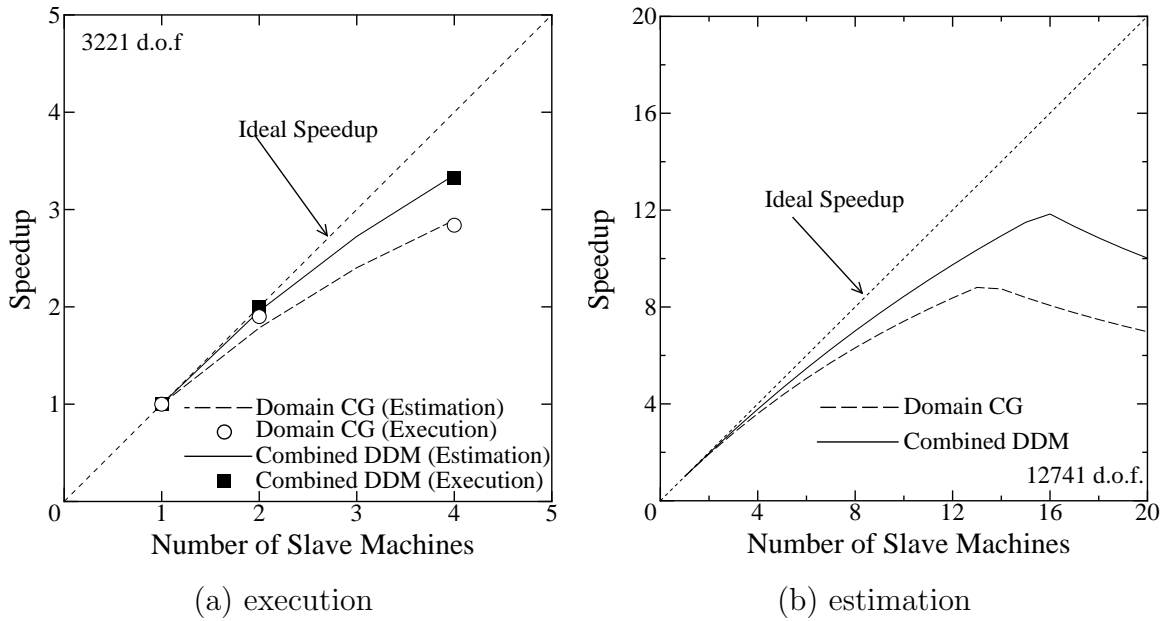 3221 d.o.f
Ideal Speedup
Speedup
5
4
3
2
1
0
Domain CG (Estimation)
Domain CG (Execution)
Combined DDM (Estimation)
Combined DDM (Execution)
0 1 2 3 4 5
Number of Slave Machines
(a) execution
Ideal Speedup
Speedup
20
16
12
8
4
0
Domain CG
Combined DDM
12741 d.o.f.
0 4 8 12 16 20
Number of Slave Machines
(b) estimation